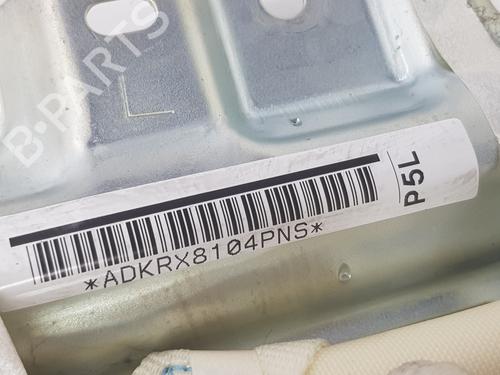 B-PARTS
L
P5L
*ADKRX8104PNS*